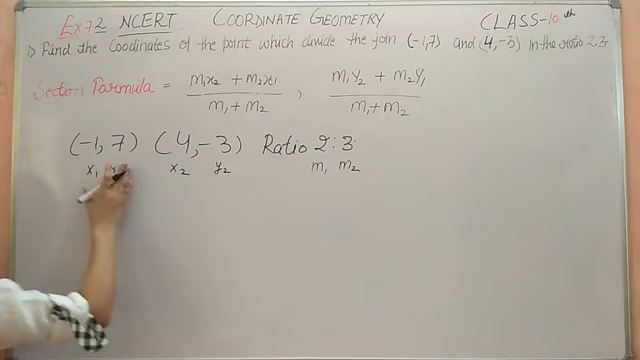 Ex 7.2 NCERT. COORDINATE GEOMETRY CLASS-10th
1) Find the Coodinates of the point which divide the join (-1,7) and (4,-3) In the ratio 2:3.
Section Formula = m₁x₂ + m₂x₁ / m₁ + m₂ , m₁y₂ + m₂y₁ / m₁ + m₂
(-1, 7) (4, -3) Ratio 2:3
x₁ x₂ y₂ m₁ m₂